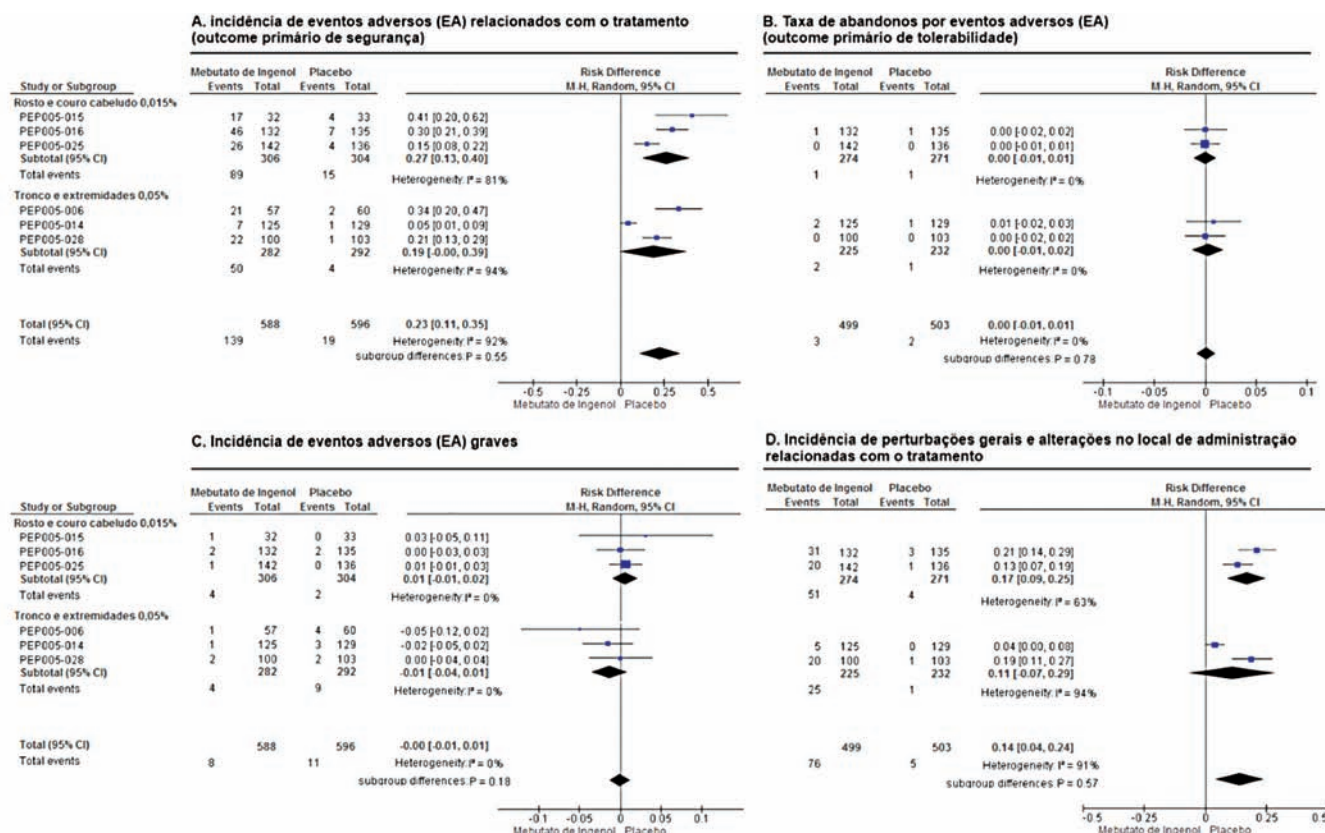 A. incidência de eventos adversos (EA) relacionados com o tratamento
(outcome primário de segurança)
Mebutato de Ingenol Placebo Risk Difference
Study or Subgroup Events Total Events Total M-H, Random, 95% CI
Rosto e couro cabeludo 0,015%
PEP005-015 17 32 4 33 0.41 [0.20, 0.62]
PEP005-016 46 132 7 135 0.30 [0.21, 0.39]
PEP005-025 26 142 4 136 0.15 [0.08, 0.22]
Subtotal (95% CI) 306 304 0.27 [0.13, 0.40]
Total events 89 15 Heterogeneity: I² = 81%
Tronco e extremidades 0,05%
PEP005-006 21 57 2 60 0.34 [0.20, 0.47]
PEP005-014 7 125 1 129 0.05 [0.01, 0.09]
PEP005-028 22 100 1 103 0.21 [0.13, 0.29]
Subtotal (95% CI) 282 292 0.19 [-0.00, 0.39]
Total events 50 4 Heterogeneity: I² = 94%
Total (95% CI) 588 596 0.23 [0.11, 0.35]
Total events 139 19 Heterogeneity: I² = 92%
subgroup differences: P = 0.55
-0.5 -0.25 0 0.25 0.5
Mebutato de Ingenol Placebo
B. Taxa de abandonos por eventos adversos (EA)
(outcome primário de tolerabilidade)
Mebutato de Ingenol Placebo Risk Difference
Events Total Events Total M-H, Random, 95% CI
1 132 1 135 0.00 [-0.02, 0.02]
0 142 0 136 0.00 [-0.01, 0.01]
274 271 0.00 [-0.01, 0.01]
1 1 Heterogeneity: I² = 0%
2 125 1 129 0.01 [-0.02, 0.03]
0 100 0 103 0.00 [-0.02, 0.02]
225 232 0.00 [-0.01, 0.02]
2 1 Heterogeneity: I² = 0%
499 503 0.00 [-0.01, 0.01]
3 2 Heterogeneity: I² = 0%
subgroup differences: P = 0.78
-0.1 -0.05 0 0.05 0.1
Mebutato de Ingenol Placebo
C. Incidência de eventos adversos (EA) graves
Mebutato de Ingenol Placebo Risk Difference
Study or Subgroup Events Total Events Total M-H, Random, 95% CI
Rosto e couro cabeludo 0,015%
PEP005-015 1 32 0 33 0.03 [-0.05, 0.11]
PEP005-016 2 132 2 135 0.00 [-0.03, 0.03]
PEP005-025 1 142 0 136 0.01 [-0.01, 0.03]
Subtotal (95% CI) 306 304 0.01 [-0.01, 0.02]
Total events 4 2 Heterogeneity: I² = 0%
Tronco e extremidades 0,05%
PEP005-006 1 57 4 60 -0.05 [-0.12, 0.02]
PEP005-014 1 125 3 129 -0.02 [-0.05, 0.02]
PEP005-028 2 100 2 103 0.00 [-0.04, 0.04]
Subtotal (95% CI) 282 292 -0.01 [-0.04, 0.01]
Total events 4 9 Heterogeneity: I² = 0%
Total (95% CI) 588 596 -0.00 [-0.01, 0.01]
Total events 8 11 Heterogeneity: I² = 0%
subgroup differences: P = 0.18
-0.1 -0.05 0 0.05 0.1
Mebutato de Ingenol Placebo
D. Incidência de perturbações gerais e alterações no local de administração
relacionadas com o tratamento
Mebutato de Ingenol Placebo Risk Difference
Events Total Events Total M-H, Random, 95% CI
31 132 3 135 0.21 [0.14, 0.29]
20 142 1 136 0.13 [0.07, 0.19]
274 271 0.17 [0.09, 0.25]
51 4 Heterogeneity: I² = 63%
5 125 0 129 0.04 [0.00, 0.08]
20 100 1 103 0.19 [0.11, 0.27]
225 232 0.11 [-0.07, 0.29]
25 1 Heterogeneity: I² = 94%
499 503 0.14 [0.04, 0.24]
76 5 Heterogeneity: I² = 91%
subgroup differences: P = 0.57
-0.5 -0.25 0 0.25 0.5
Mebutato de Ingenol Placebo